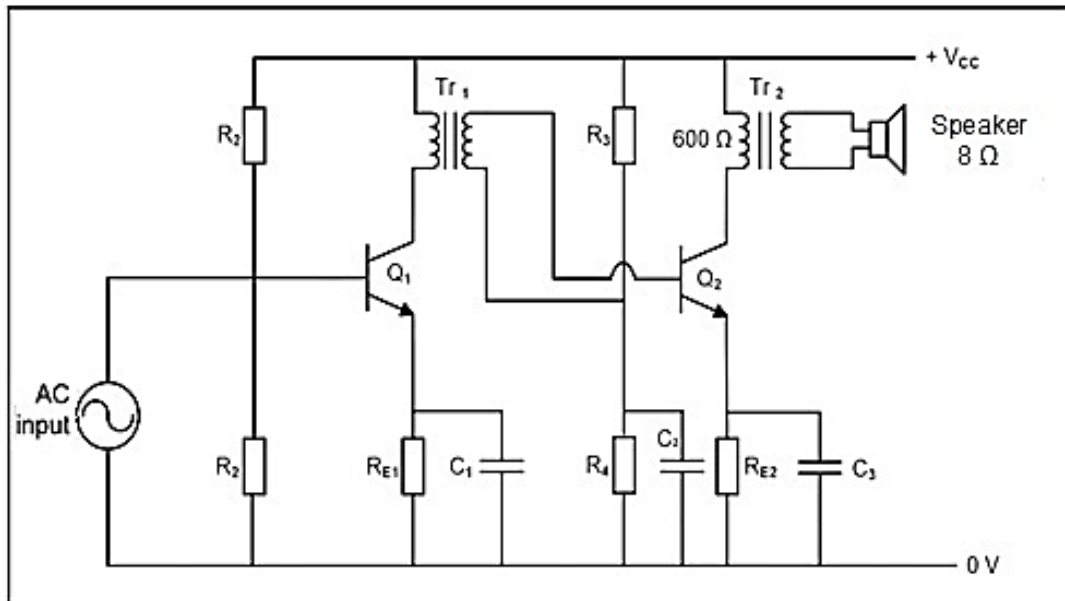 + VCC
Tr 1
Tr 2
R2
R3
600 Ω
Speaker
8 Ω
Q1
Q2
AC
input
R2
RE1
C1
R4
C2
RE2
C3
0 V